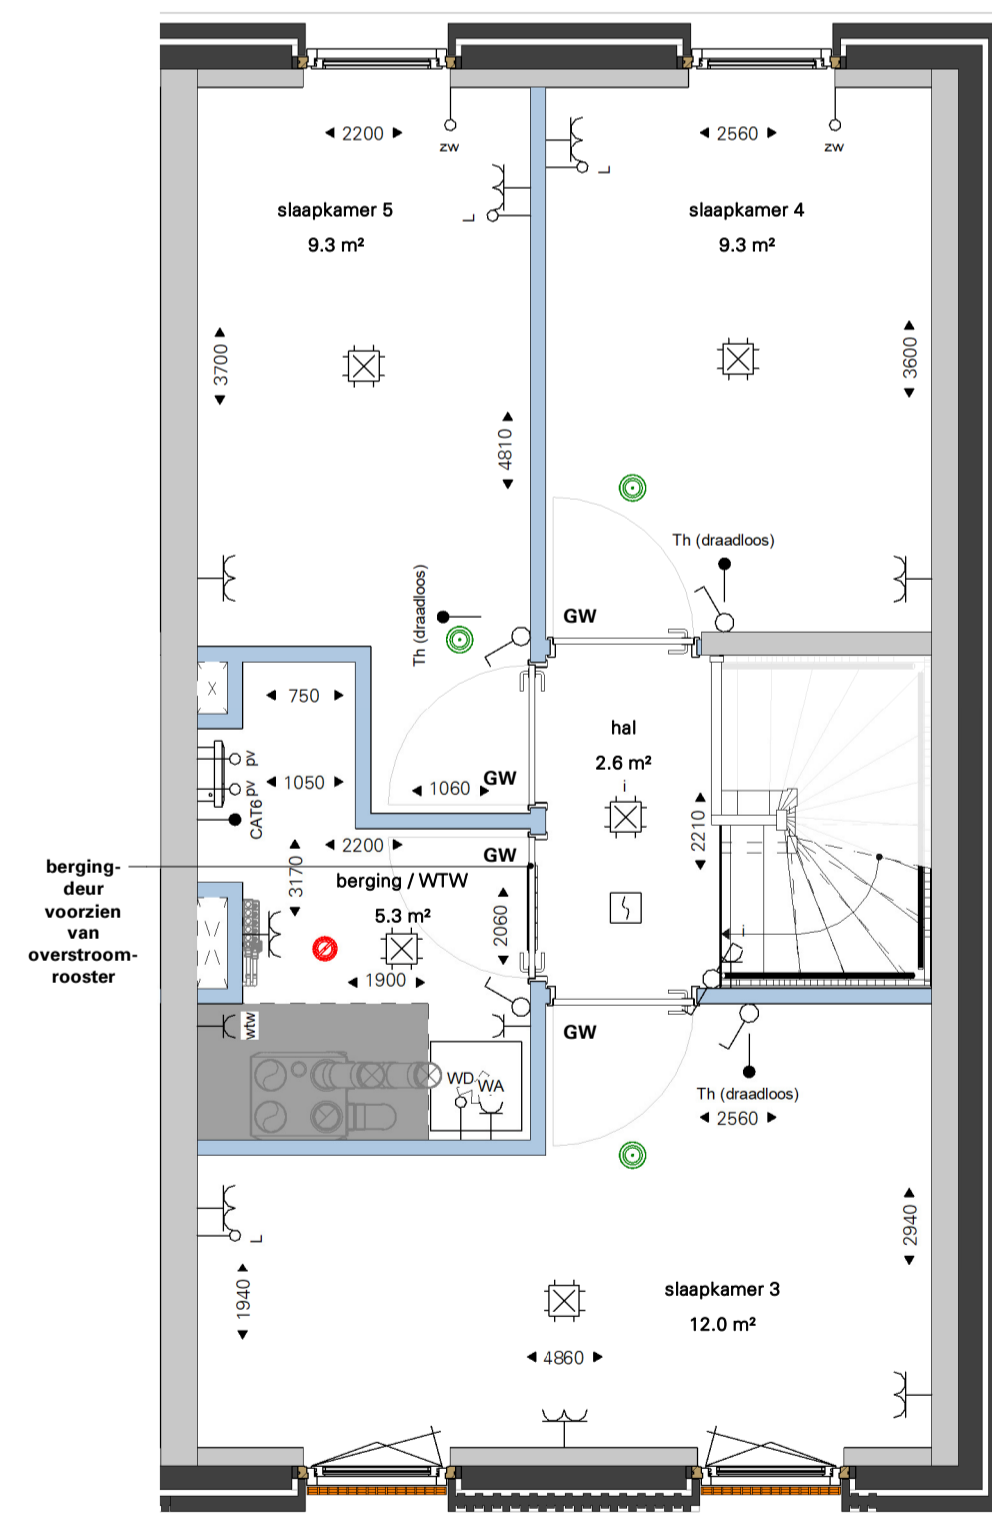 2200
2560
zw
zw
L
L
slaapkamer 5
9.3 m²
slaapkamer 4
9.3 m²
3700
3600
4810
Th (draadloos)
Th (draadloos)
GW
750
hal
2.6 m²
i
pv
pv
1050
GW
1060
CAT6
2210
2200
GW
3170
berging-
deur
voorzien
van
overstroom-
rooster
berging / WTW
5.3 m²
2060
i
1900
wtw
GW
WD
WA
Th (draadloos)
2560
L
2940
1940
slaapkamer 3
12.0 m²
4860